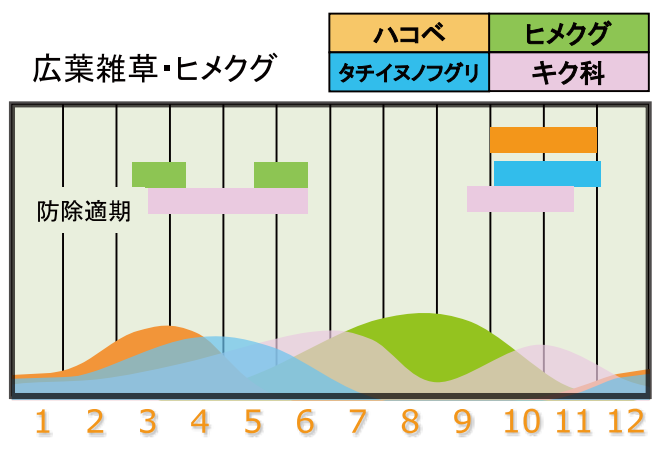 広葉雑草・ヒメクグ
ハコベ ヒメクグ
タチイヌノフグリ キク科
防除適期
1 2 3 4 5 6 7 8 9 10 11 12